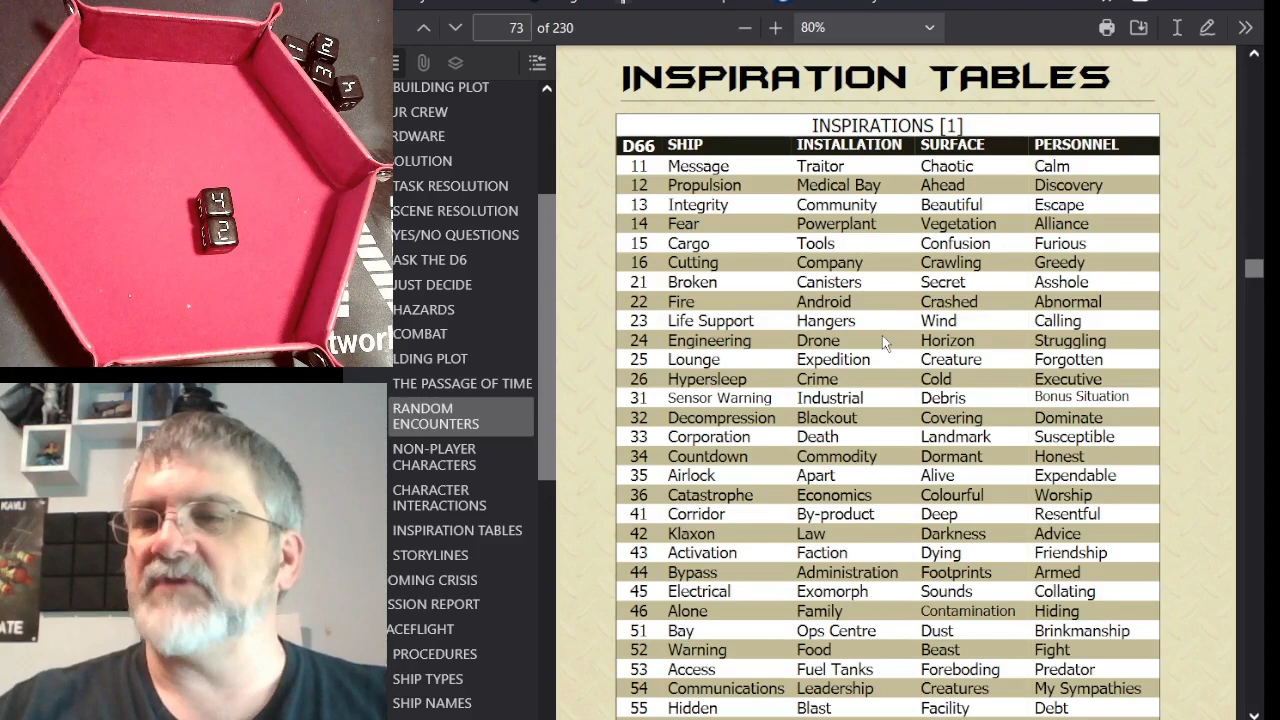 73 of 230
80%
BUILDING PLOT
UR CREW
RDWARE
OLUTION
TASK RESOLUTION
SCENE RESOLUTION
YES/NO QUESTIONS
ASK THE D6
JUST DECIDE
HAZARDS
COMBAT
LDING PLOT
THE PASSAGE OF TIME
RANDOM
ENCOUNTERS
NON-PLAYER
CHARACTERS
CHARACTER
INTERACTIONS
INSPIRATION TABLES
STORYLINES
OMING CRISIS
SSION REPORT
ACEFLIGHT
PROCEDURES
SHIP TYPES
SHIP NAMES
INSPIRATION TABLES
INSPIRATIONS [1]
D66 SHIP INSTALLATION SURFACE PERSONNEL
11 Message Traitor Chaotic Calm
12 Propulsion Medical Bay Ahead Discovery
13 Integrity Community Beautiful Escape
14 Fear Powerplant Vegetation Alliance
15 Cargo Tools Confusion Furious
16 Cutting Company Crawling Greedy
21 Broken Canisters Secret Asshole
22 Fire Android Crashed Abnormal
23 Life Support Hangers Wind Calling
24 Engineering Drone Horizon Struggling
25 Lounge Expedition Creature Forgotten
26 Hypersleep Crime Cold Executive
31 Sensor Warning Industrial Debris Bonus Situation
32 Decompression Blackout Covering Dominate
33 Corporation Death Landmark Susceptible
34 Countdown Commodity Dormant Honest
35 Airlock Apart Alive Expendable
36 Catastrophe Economics Colourful Worship
41 Corridor By-product Deep Resentful
42 Klaxon Law Darkness Advice
43 Activation Faction Dying Friendship
44 Bypass Administration Footprints Armed
45 Electrical Exomorph Sounds Collating
46 Alone Family Contamination Hiding
51 Bay Ops Centre Dust Brinkmanship
52 Warning Food Beast Fight
53 Access Fuel Tanks Foreboding Predator
54 Communications Leadership Creatures My Sympathies
55 Hidden Blast Facility Debt
1 2
3 4
4
2
twork
KAVLI
ATE